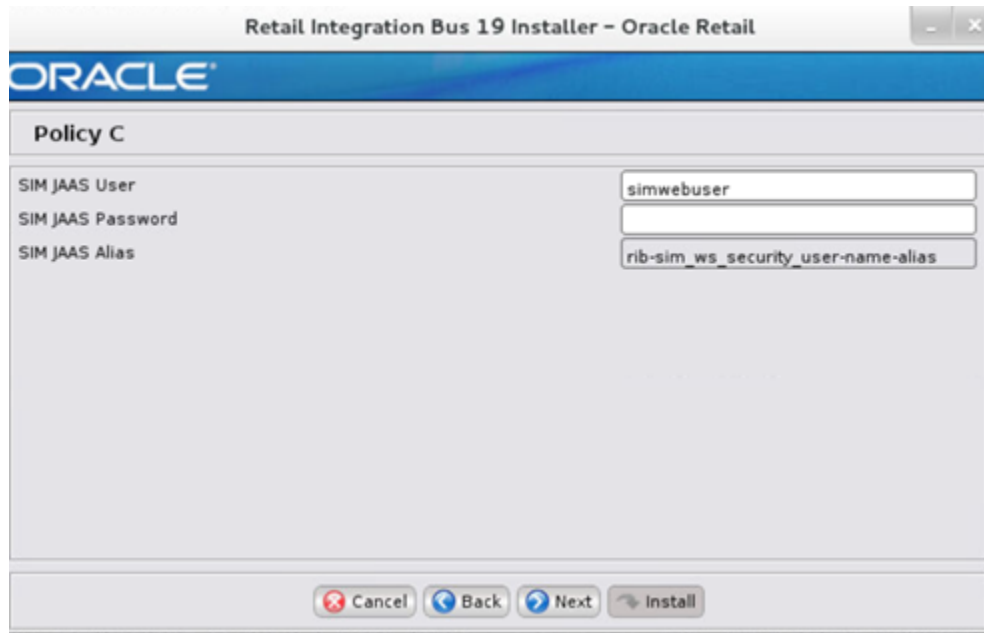 Retail Integration Bus 19 Installer – Oracle Retail
ORACLE
Policy C
SIM JAAS User simwebuser
SIM JAAS Password
SIM JAAS Alias rib-sim_ws_security_user-name-alias
Cancel Back Next Install